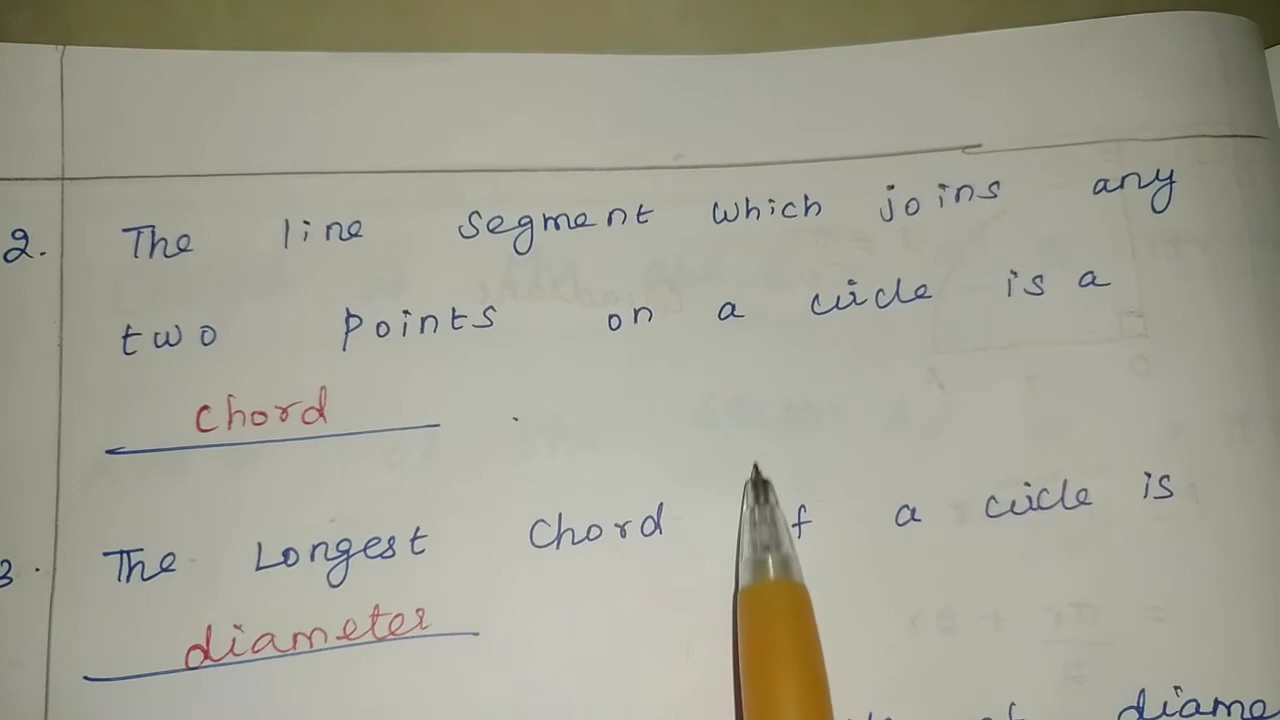 2. The line segment which joins any
two points on a circle is a
chord .
3. The Longest chord of a circle is
diameter